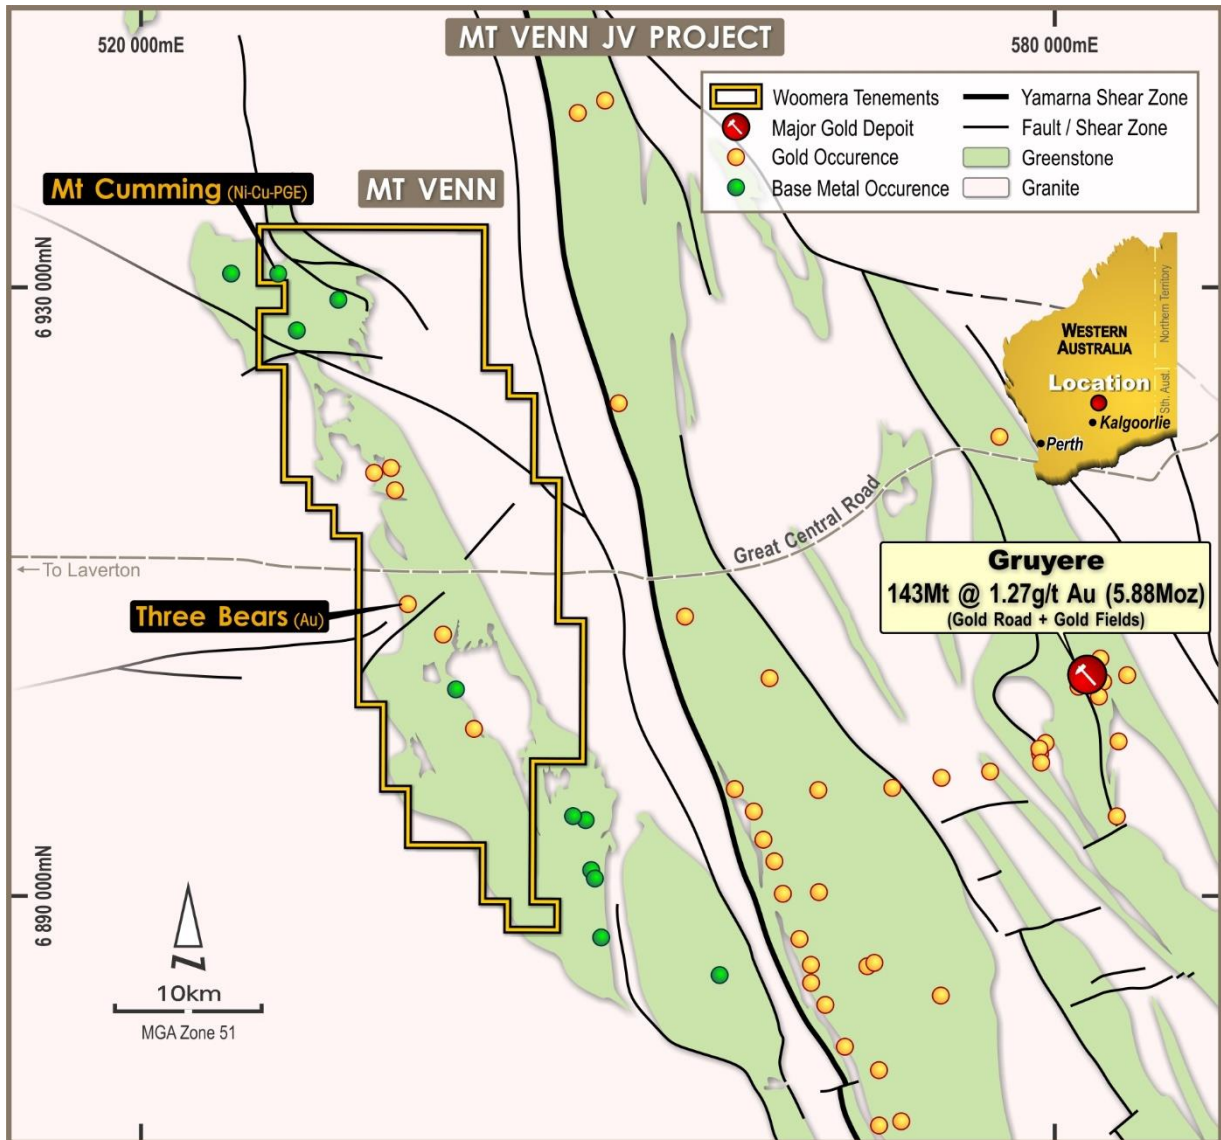 MT VENN JV PROJECT
520 000mE
580 000mE
Woomera Tenements
Major Gold Depoit
Gold Occurence
Base Metal Occurence
Yamarna Shear Zone
Fault / Shear Zone
Greenstone
Granite
Mt Cumming (Ni-Cu-PGE)
MT VENN
6 930 000mN
WESTERN
AUSTRALIA
Northern Territory
Sth. Aust.
Location
Kalgoorlie
Perth
Great Central Road
←To Laverton
Gruyere
143Mt @ 1.27g/t Au (5.88Moz)
(Gold Road + Gold Fields)
Three Bears (Au)
6 890 000mN
N
10km
MGA Zone 51